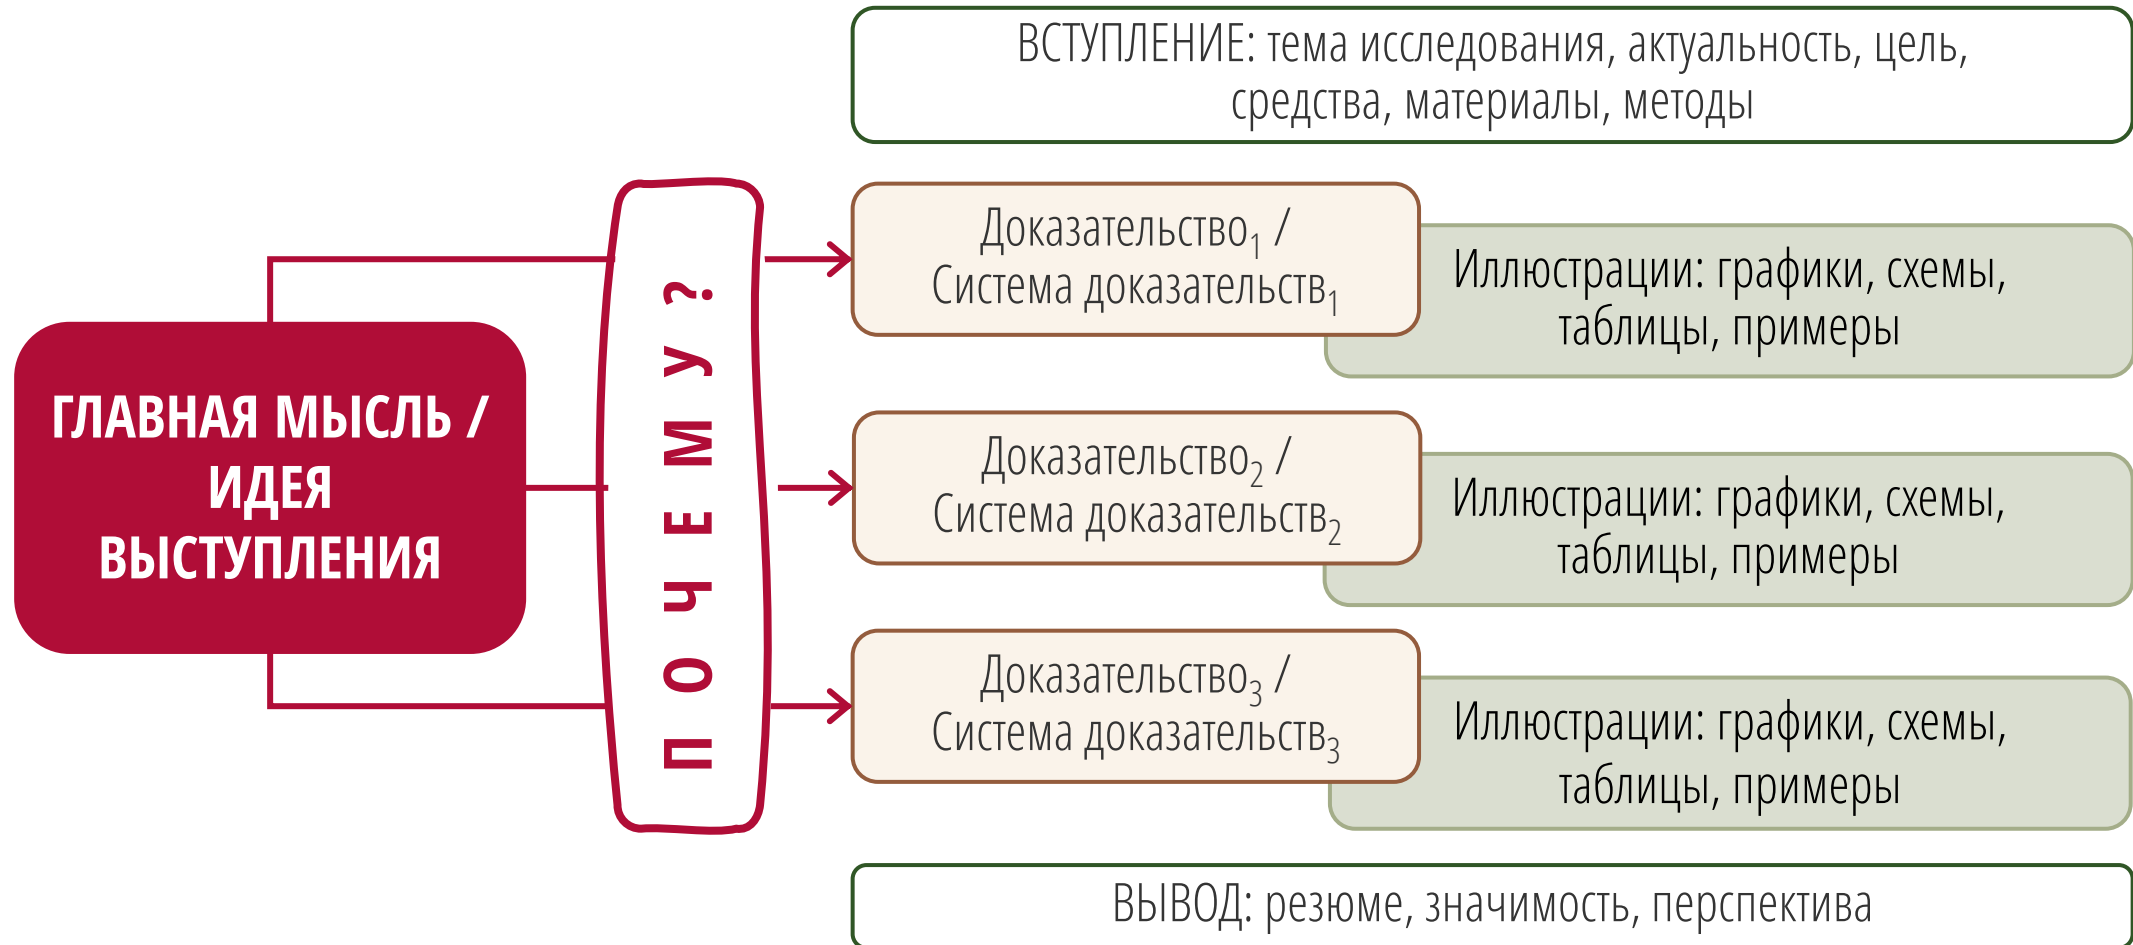 ВСТУПЛЕНИЕ: тема исследования, актуальность, цель,
средства, материалы, методы
ГЛАВНАЯ МЫСЛЬ /
ИДЕЯ
ВЫСТУПЛЕНИЯ
ПОЧЕМУ?
Доказательство₁ /
Система доказательств₁
Иллюстрации: графики, схемы,
таблицы, примеры
Доказательство₂ /
Система доказательств₂
Иллюстрации: графики, схемы,
таблицы, примеры
Доказательство₃ /
Система доказательств₃
Иллюстрации: графики, схемы,
таблицы, примеры
ВЫВОД: резюме, значимость, перспектива